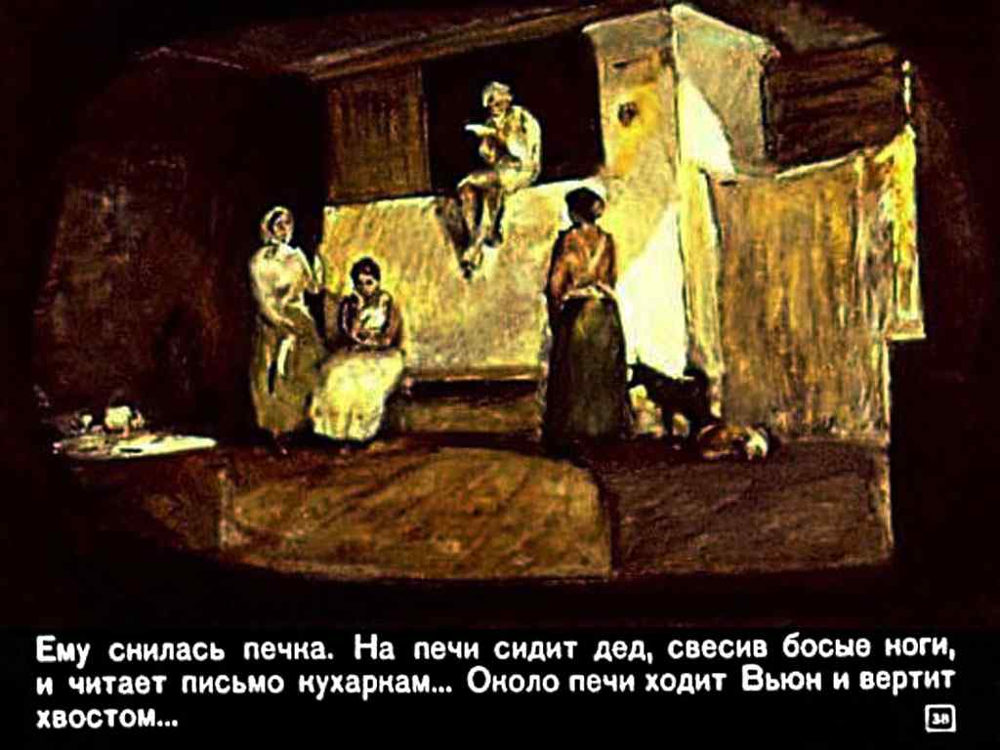 Ему снилась печка. На печи сидит дед, свесив босые ноги,
и читает письмо кухаркам... Около печи ходит Вьюн и вертит
хвостом...
38